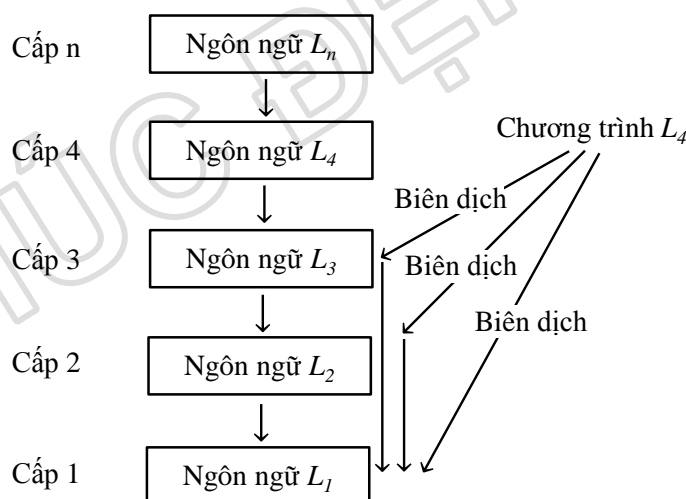 Cấp n Ngôn ngữ Lₙ
Chương trình L₄
Cấp 4 Ngôn ngữ L₄
Biên dịch
Cấp 3 Ngôn ngữ L₃
Biên dịch
Biên dịch
Cấp 2 Ngôn ngữ L₂
Cấp 1 Ngôn ngữ L₁